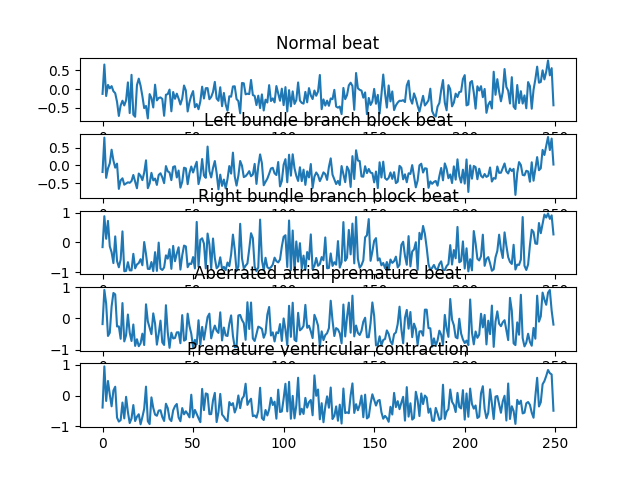 Normal beat
0.5
0.0
−0.5
Left bundle branch block beat
0.5
0.0
−0.5
Right bundle branch block beat
1
0
−1
Aberrated atrial premature beat
1
0
−1
Premature ventricular contraction
1
0
−1
0 50 100 150 200 250